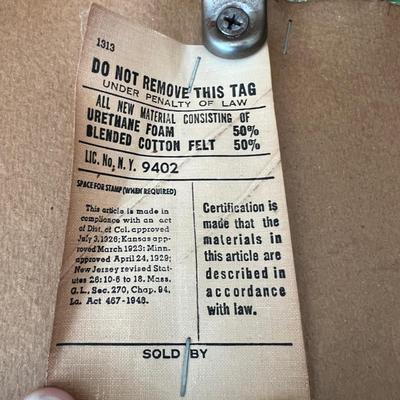 1313
DO NOT REMOVE THIS TAG
UNDER PENALTY OF LAW
ALL NEW MATERIAL CONSISTING OF
URETHANE FOAM 50%
BLENDED COTTON FELT 50%
LIC. No. N. Y. 9402
SPACE FOR STAMP (WHEN REQUIRED)
This article is made in
compliance with an act
of Dist. of Col. approved
July 3, 1926; Kansas app-
roved March 1923; Minn.
approved April 24, 1929;
New Jersey revised Stat-
utes 26: 10-6 to 18. Mass.
G. L., Sec. 270, Chap. 94,
La. Act 467-1948.
Certification is
made that the
materials in
this article are
described in
accordance
with law.
SOLD BY